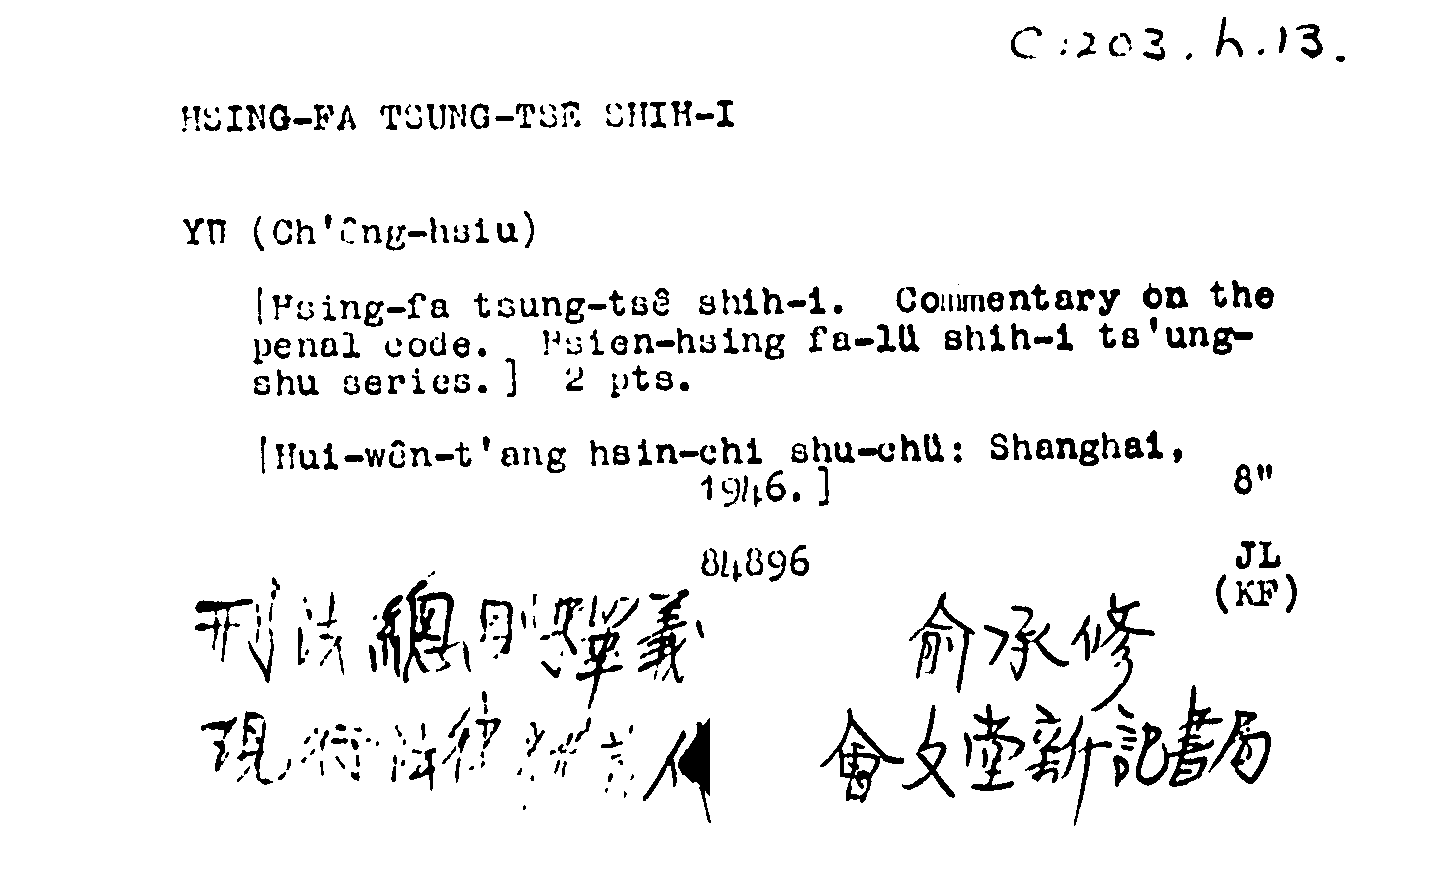 C:203.h.13.
HSING-FA TSUNG-TSE SHIH-I
YÜ (Ch'êng-hsiu)
[Hsing-fa tsung-tsê shih-i. Commentary on the
penal code. Hsien-hsing fa-lü shih-i ts'ung-
shu series.] 2 pts.
[Hui-wên-t'ang hsin-chi shu-chü: Shanghai,
1946.]
8"
84896
JL
(KF)
刑法總則釋義
俞承修
現行法律釋義
會文堂新記書局